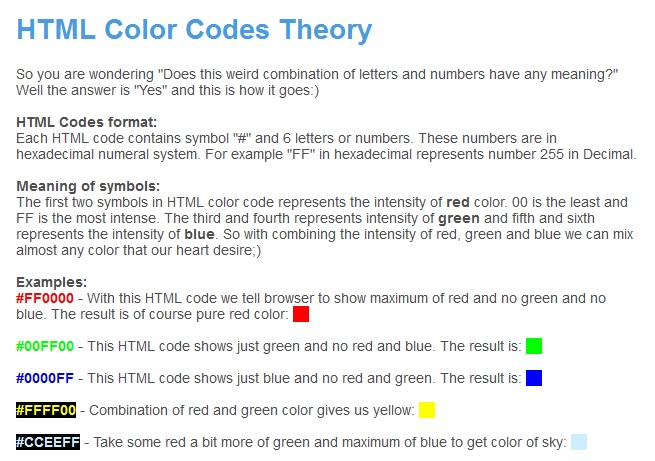 HTML Color Codes Theory
So you are wondering "Does this weird combination of letters and numbers have any meaning?"
Well the answer is "Yes" and this is how it goes:)
HTML Codes format:
Each HTML code contains symbol "#" and 6 letters or numbers. These numbers are in
hexadecimal numeral system. For example "FF" in hexadecimal represents number 255 in Decimal.
Meaning of symbols:
The first two symbols in HTML color code represents the intensity of red color. 00 is the least and
FF is the most intense. The third and fourth represents intensity of green and fifth and sixth
represents the intensity of blue. So with combining the intensity of red, green and blue we can mix
almost any color that our heart desire;)
Examples:
#FF0000 - With this HTML code we tell browser to show maximum of red and no green and no
blue. The result is of course pure red color:
#00FF00 - This HTML code shows just green and no red and blue. The result is:
#0000FF - This HTML code shows just blue and no red and green. The result is:
#FFFF00 - Combination of red and green color gives us yellow:
#CCEEFF - Take some red a bit more of green and maximum of blue to get color of sky: